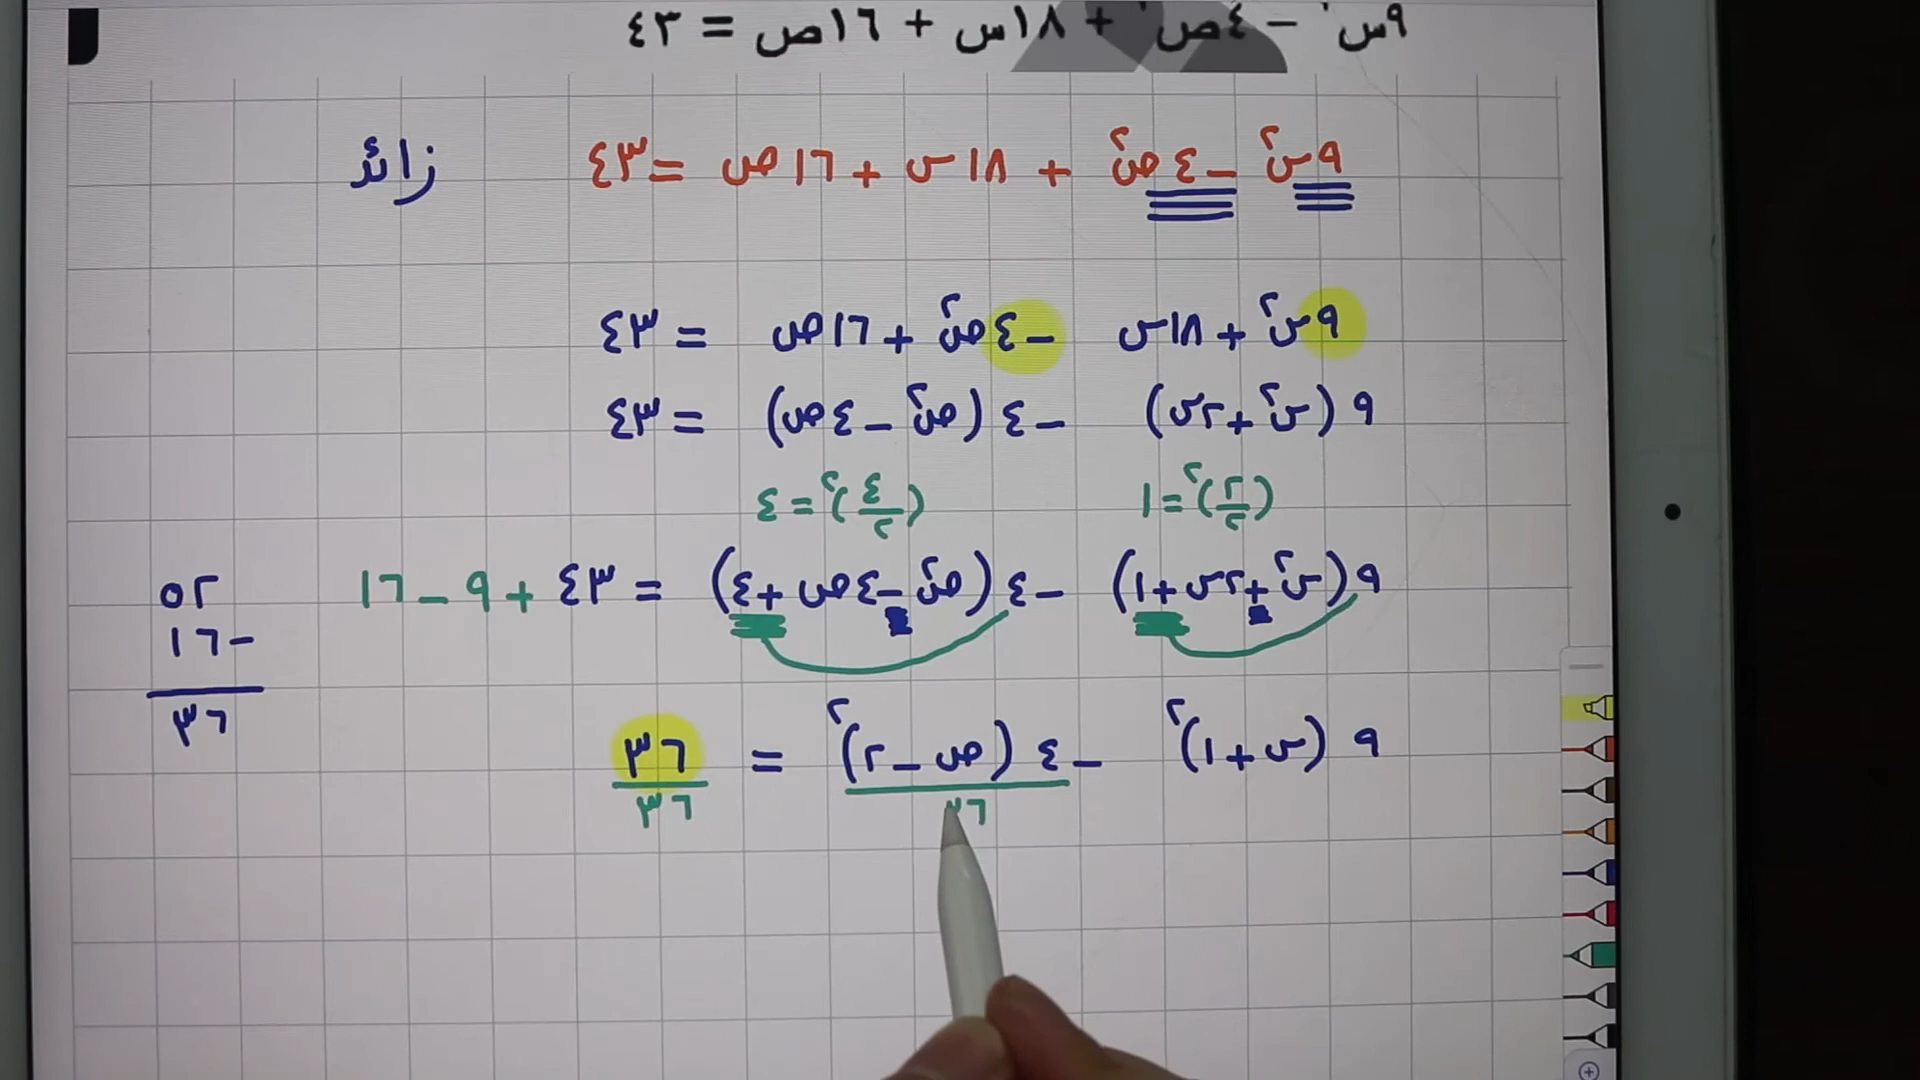 ٩س٢ − ٤ص٢ + ١٨س + ١٦ص = ٤٣
٩س٢ − ٤ص٢ + ١٨س + ١٦ص = ٤٣ زائد
٩س٢ + ١٨س − ٤ص٢ + ١٦ص = ٤٣
٩ (س٢ + ٢س) − ٤ (ص٢ − ٤ص) = ٤٣
(٢/٢)٢ = ١ (٤/٢)٢ = ٤
٩ (س٢ + ٢س + ١) − ٤ (ص٢ − ٤ص + ٤) = ٤٣ + ٩ − ١٦
٥٢
− ١٦
٣٦
٩ (س + ١)٢ − ٤ (ص − ٢)٢ = ٣٦
٣٦ ٣٦